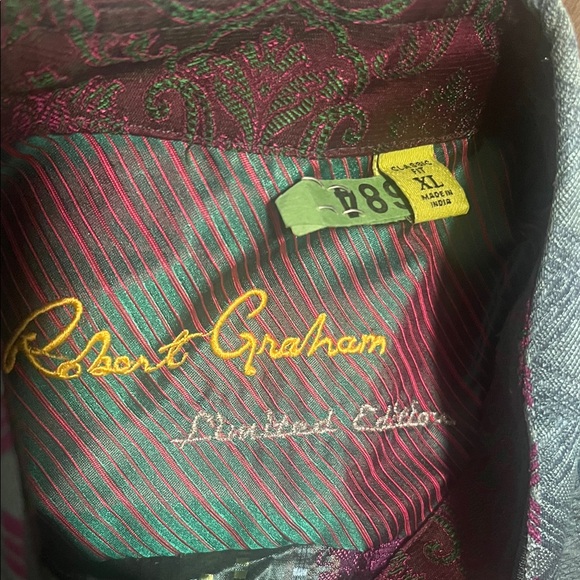 CLASSIC
FIT
XL
MADE IN
INDIA
Robert Graham
Limited Edition